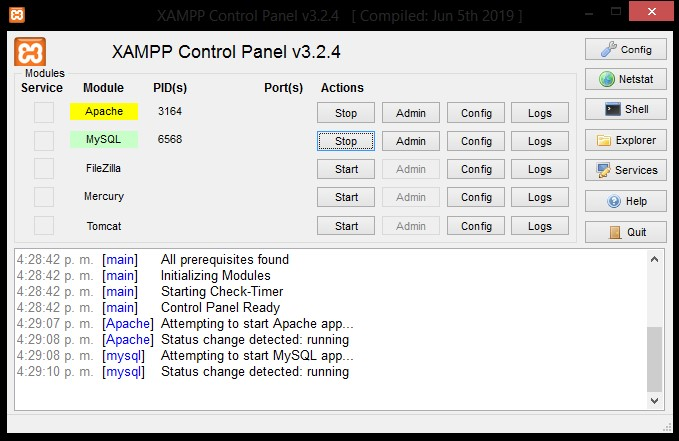 XAMPP Control Panel v3.2.4 [ Compiled: Jun 5th 2019 ]
XAMPP Control Panel v3.2.4
Config
Modules
Service Module PID(s) Port(s) Actions
Netstat
Apache 3164 Stop Admin Config Logs
Shell
MySQL 6568 Stop Admin Config Logs
Explorer
FileZilla Start Admin Config Logs
Services
Mercury Start Admin Config Logs
Help
Tomcat Start Admin Config Logs
Quit
4:28:42 p. m. [main] All prerequisites found
4:28:42 p. m. [main] Initializing Modules
4:28:42 p. m. [main] Starting Check-Timer
4:28:42 p. m. [main] Control Panel Ready
4:29:07 p. m. [Apache] Attempting to start Apache app...
4:29:08 p. m. [Apache] Status change detected: running
4:29:08 p. m. [mysql] Attempting to start MySQL app...
4:29:10 p. m. [mysql] Status change detected: running